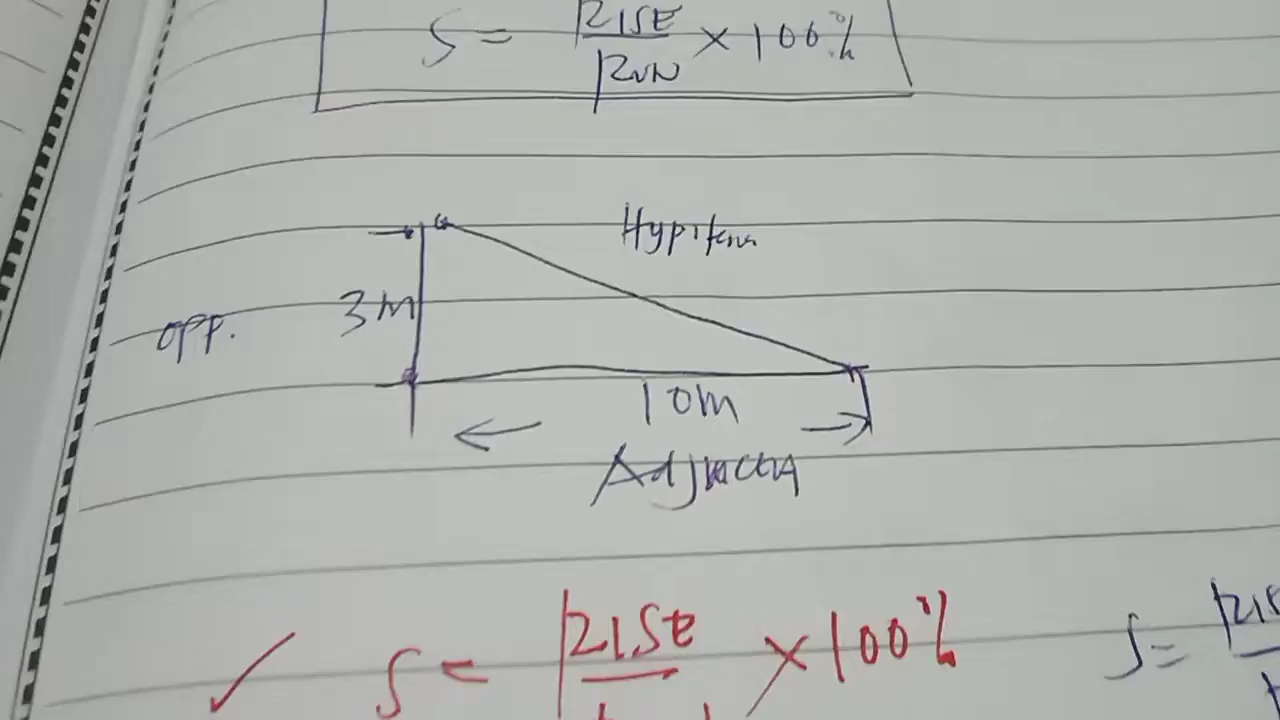 S = RISE
RUN × 100%
Hypitenu
3m
opp.
10m
Adjacent
S = RISE × 100%
S =